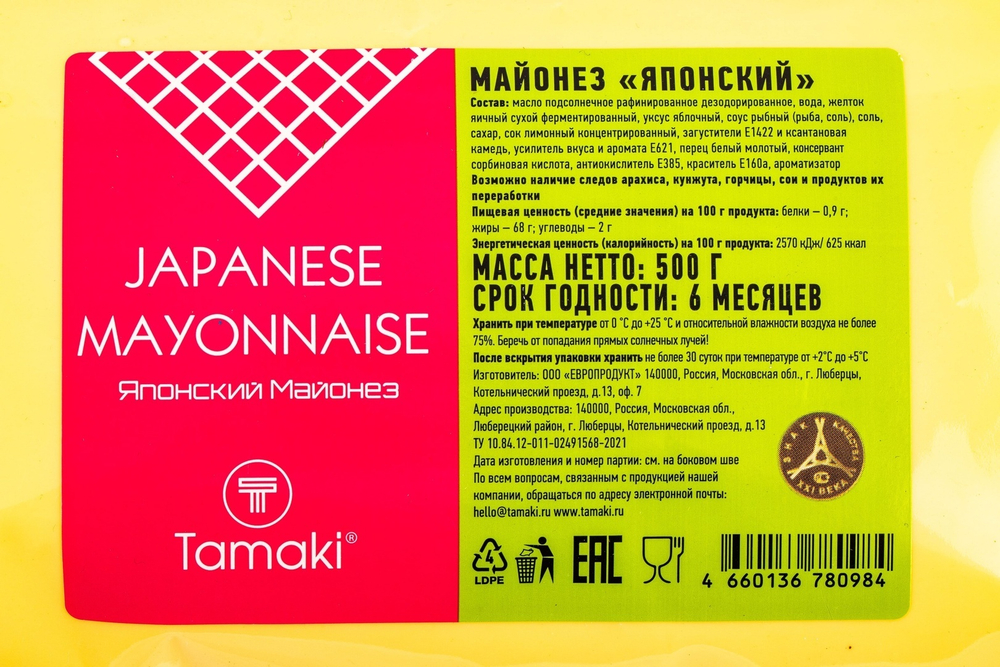 JAPANESE
MAYONNAISE
Японский Майонез
Tamaki®
МАЙОНЕЗ «ЯПОНСКИЙ»
Состав: масло подсолнечное рафинированное дезодорированное, вода, желток
яичный сухой ферментированный, уксус яблочный, соус рыбный (рыба, соль), соль,
сахар, сок лимонный концентрированный, загустители Е1422 и ксантановая
камедь, усилитель вкуса и аромата Е621, перец белый молотый, консервант
сорбиновая кислота, антиокислитель Е385, краситель Е160а, ароматизатор
Возможно наличие следов арахиса, кунжута, горчицы, сои и продуктов их
переработки
Пищевая ценность (средние значения) на 100 г продукта: белки – 0,9 г;
жиры – 68 г; углеводы – 2 г
Энергетическая ценность (калорийность) на 100 г продукта: 2570 кДж/ 625 ккал
МАССА НЕТТО: 500 Г
СРОК ГОДНОСТИ: 6 МЕСЯЦЕВ
Хранить при температуре от 0 °С до +25 °С и относительной влажности воздуха не более
75%. Беречь от попадания прямых солнечных лучей!
После вскрытия упаковки хранить не более 30 суток при температуре от +2°С до +5°С
Изготовитель: ООО «ЕВРОПРОДУКТ» 140000, Россия, Московская обл., г. Люберцы,
Котельнический проезд, д.13, оф. 7
Адрес производства: 140000, Россия, Московская обл.,
Люберецкий район, г. Люберцы, Котельнический проезд, д.13
ТУ 10.84.12-011-02491568-2021
Дата изготовления и номер партии: см. на боковом шве
По всем вопросам, связанным с продукцией нашей
компании, обращаться по адресу электронной почты:
hello@tamaki.ru www.tamaki.ru
ЗНАК КАЧЕСТВА
XXI ВЕКА
4
LDPE
EAC
4 660136 780984